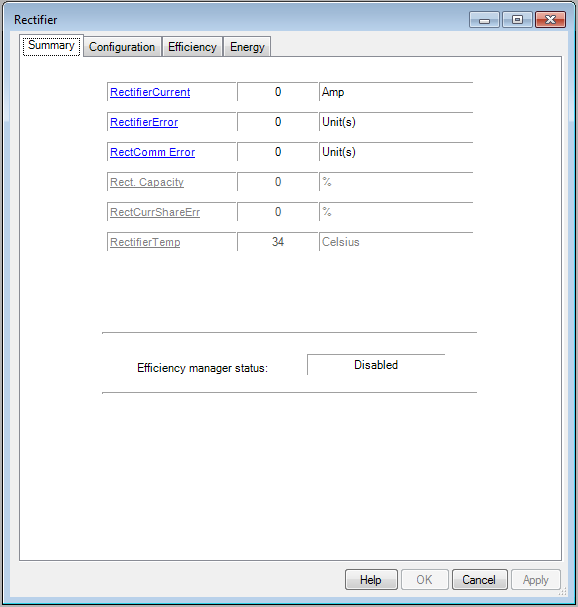 Rectifier
Summary Configuration Efficiency Energy
RectifierCurrent 0 Amp
RectifierError 0 Unit(s)
RectComm Error 0 Unit(s)
Rect. Capacity 0 %
RectCurrShareErr 0 %
RectifierTemp 34 Celsius
Efficiency manager status: Disabled
Help OK Cancel Apply